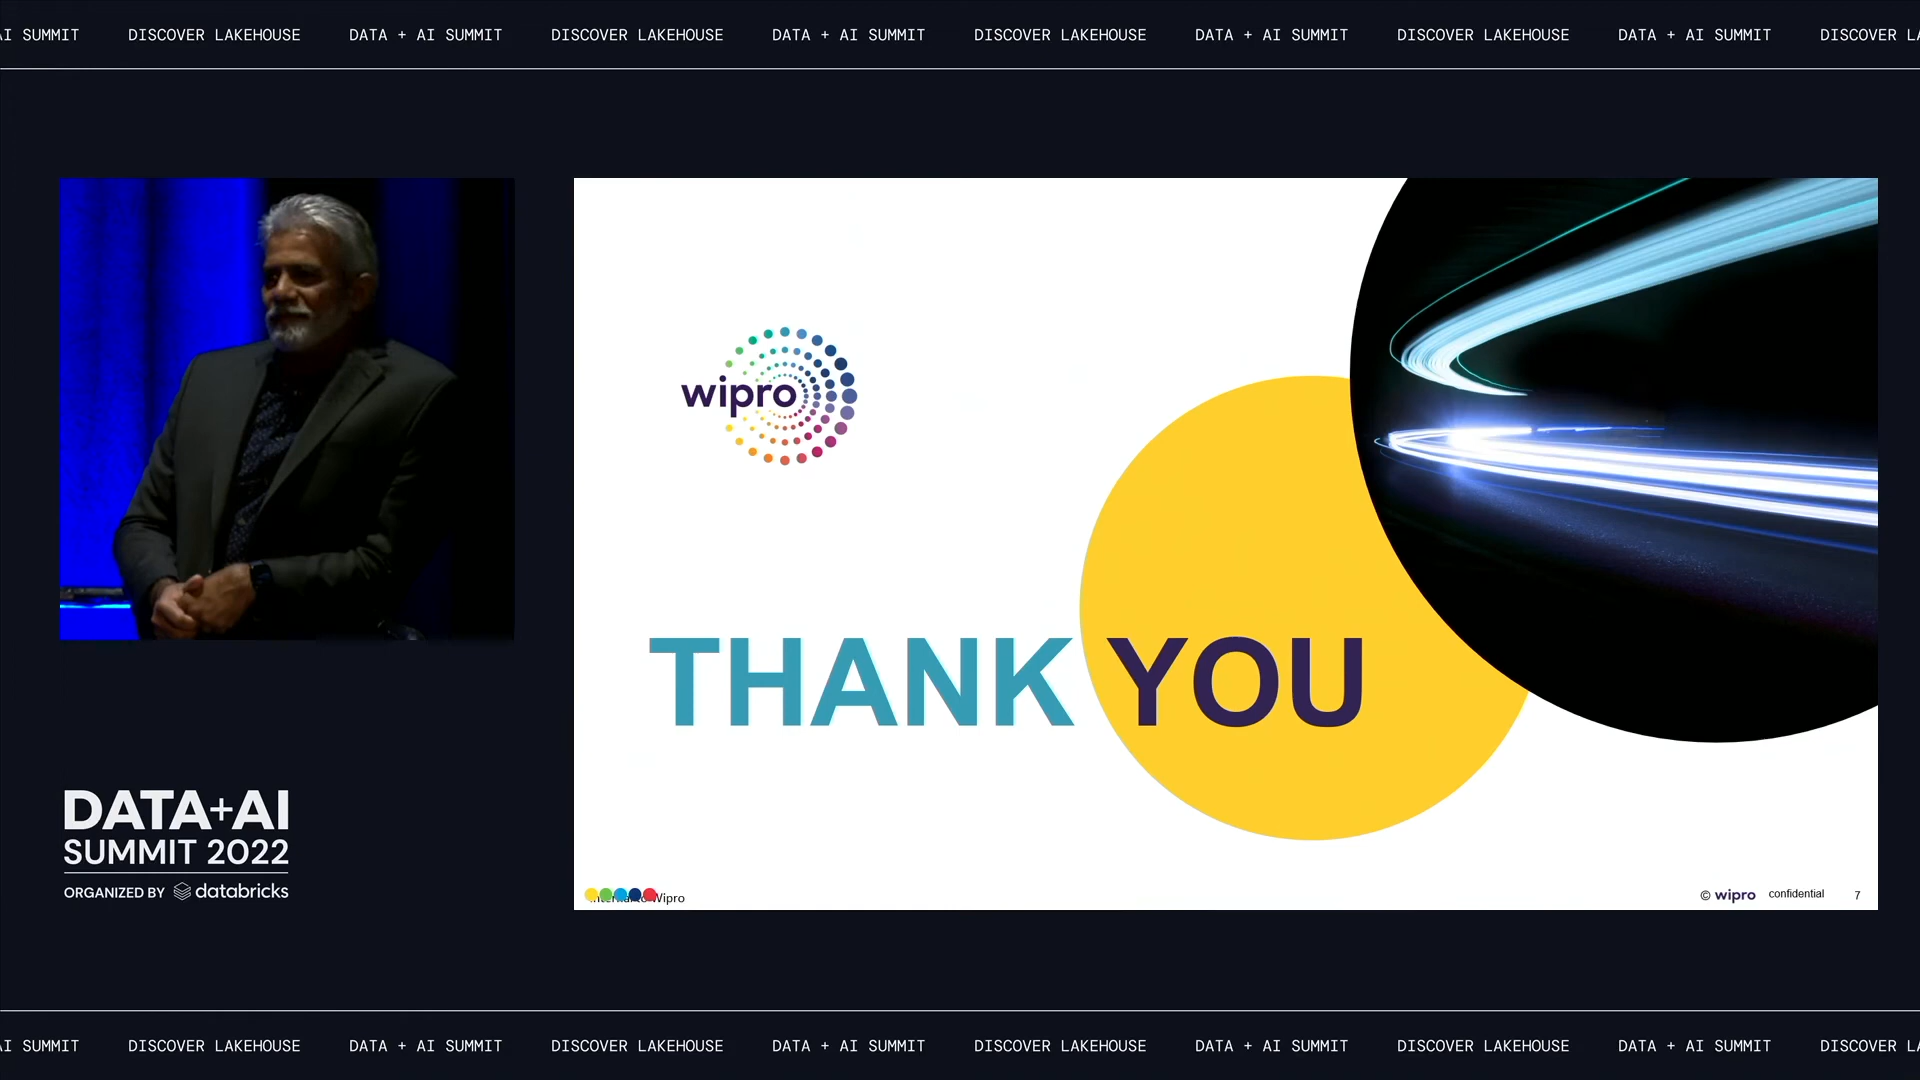 AI SUMMIT DISCOVER LAKEHOUSE DATA + AI SUMMIT DISCOVER LAKEHOUSE DATA + AI SUMMIT DISCOVER LAKEHOUSE DATA + AI SUMMIT DISCOVER LAKEHOUSE DATA + AI SUMMIT DISCOVER
wipro
THANK YOU
DATA+AI
SUMMIT 2022
ORGANIZED BY databricks
Wipro
© wipro confidential 7
AI SUMMIT DISCOVER LAKEHOUSE DATA + AI SUMMIT DISCOVER LAKEHOUSE DATA + AI SUMMIT DISCOVER LAKEHOUSE DATA + AI SUMMIT DISCOVER LAKEHOUSE DATA + AI SUMMIT DISCOVER